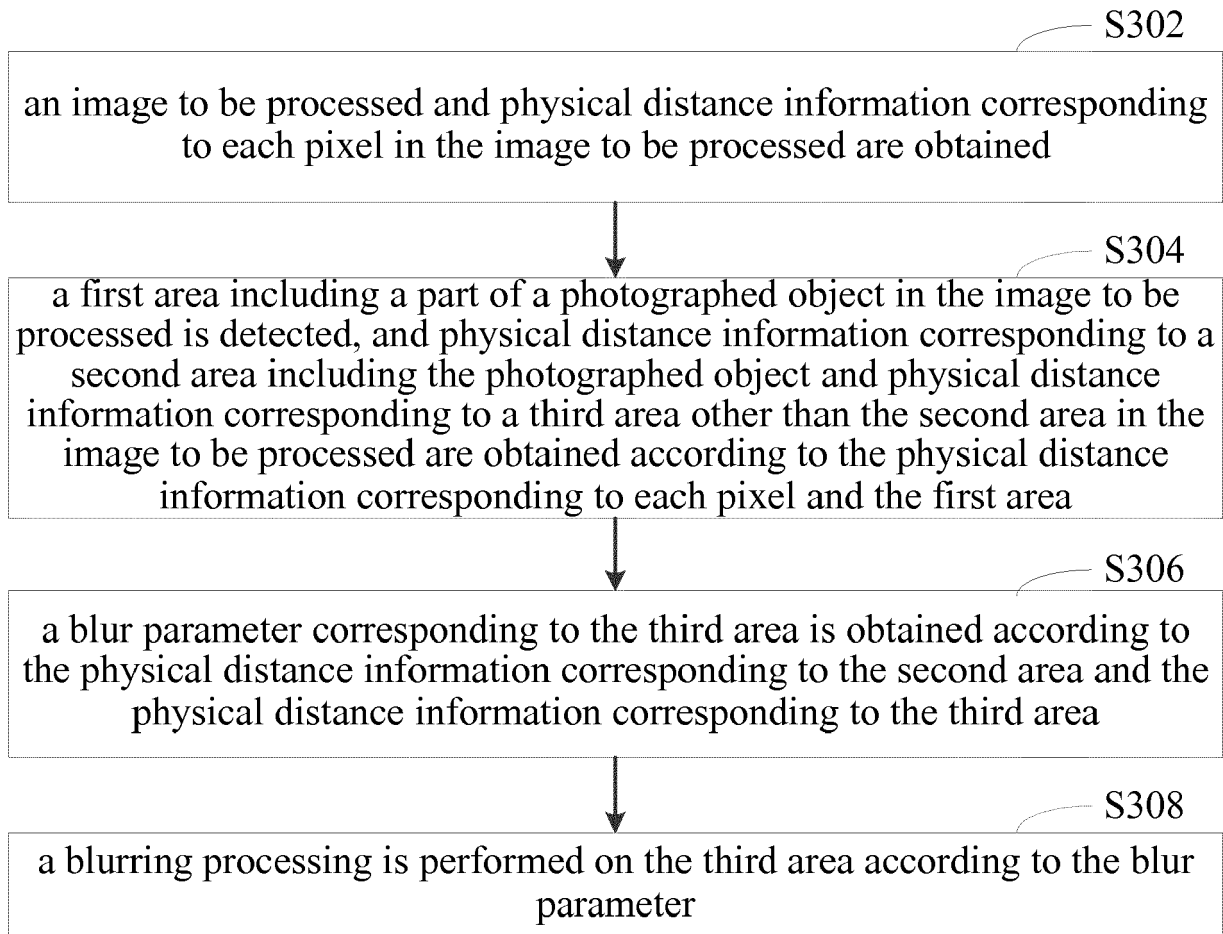 S302
an image to be processed and physical distance information corresponding
to each pixel in the image to be processed are obtained
S304
a first area including a part of a photographed object in the image to be
processed is detected, and physical distance information corresponding to a
second area including the photographed object and physical distance
information corresponding to a third area other than the second area in the
image to be processed are obtained according to the physical distance
information corresponding to each pixel and the first area
S306
a blur parameter corresponding to the third area is obtained according to
the physical distance information corresponding to the second area and the
physical distance information corresponding to the third area
S308
a blurring processing is performed on the third area according to the blur
parameter